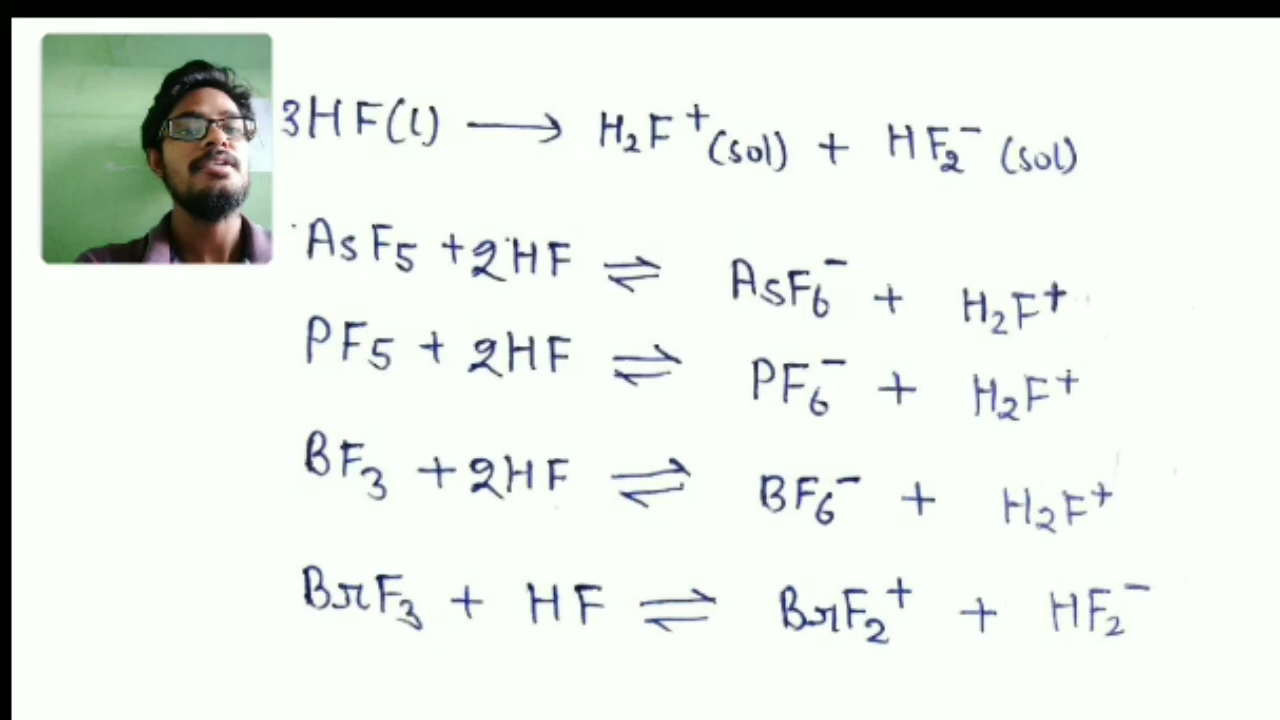 3HF(l) ⟶ H₂F⁺(sol) + HF₂⁻ (sol)
AsF₅ + 2HF ⇌ AsF₆⁻ + H₂F⁺
PF₅ + 2HF ⇌ PF₆⁻ + H₂F⁺
BF₃ + 2HF ⇌ BF₆⁻ + H₂F⁺
BrF₃ + HF ⇌ BrF₂⁺ + HF₂⁻